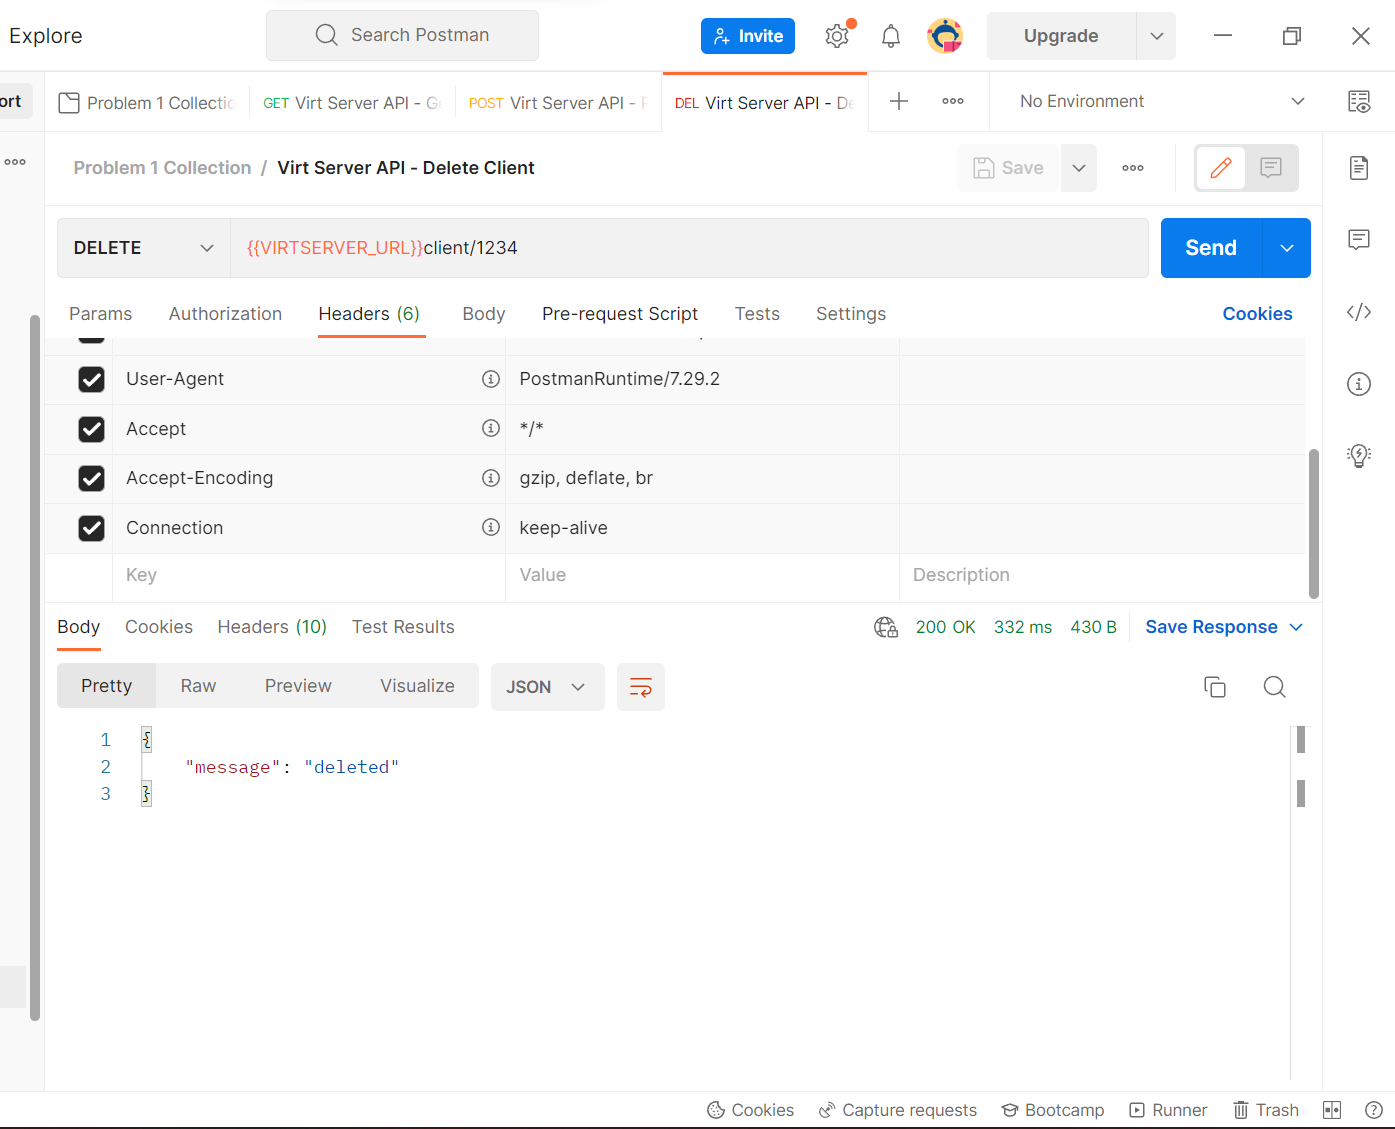 Explore
Search Postman
Invite
Upgrade
ort
Problem 1 Collectio
GET Virt Server API - Ge
POST Virt Server API -
DEL Virt Server API - De
No Environment
Problem 1 Collection / Virt Server API - Delete Client
Save
DELETE
{{VIRTSERVER_URL}}client/1234
Send
Params
Authorization
Headers (6)
Body
Pre-request Script
Tests
Settings
Cookies
User-Agent
PostmanRuntime/7.29.2
Accept
*/*
Accept-Encoding
gzip, deflate, br
Connection
keep-alive
Key
Value
Description
Body
Cookies
Headers (10)
Test Results
200 OK
332 ms
430 B
Save Response
Pretty
Raw
Preview
Visualize
JSON
1 {
2 "message": "deleted"
3 }
Cookies
Capture requests
Bootcamp
Runner
Trash